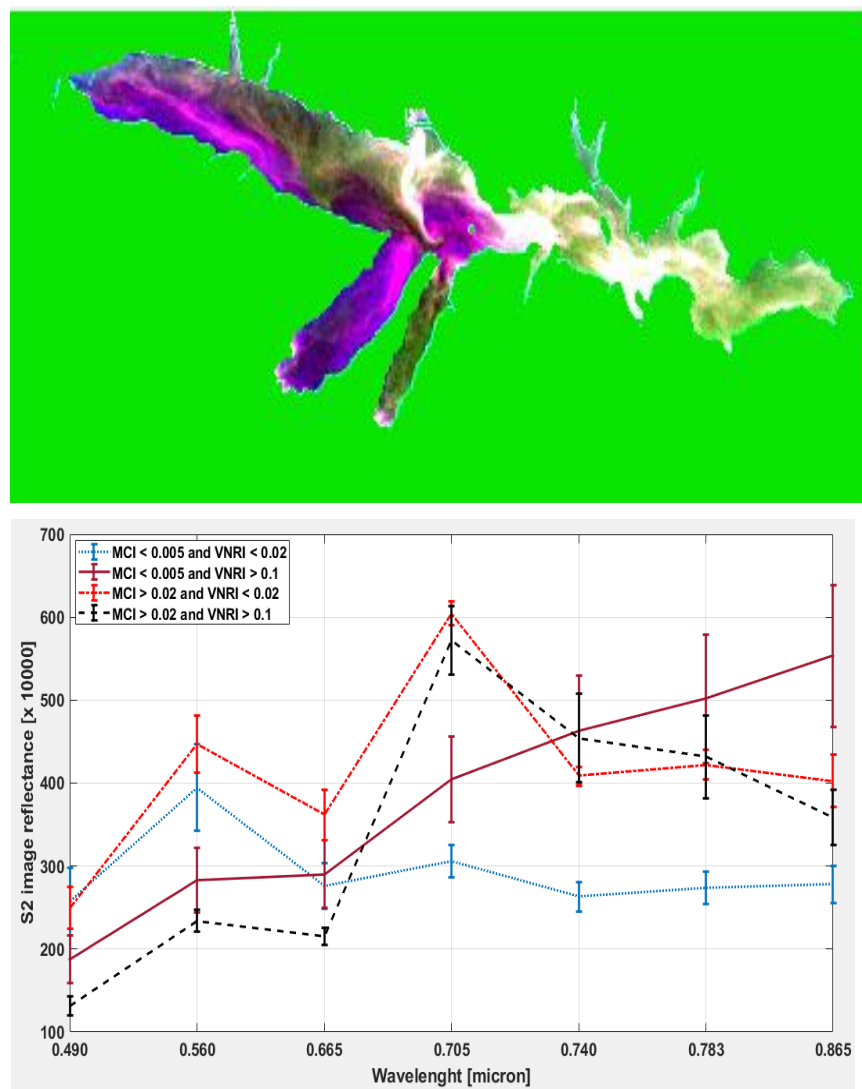 700
600
500
400
300
200
100
S2 image reflectance [x 10000]
MCI < 0.005 and VNRI < 0.02
MCI < 0.005 and VNRI > 0.1
MCI > 0.02 and VNRI < 0.02
MCI > 0.02 and VNRI > 0.1
0.490 0.560 0.665 0.705 0.740 0.783 0.865
Wavelenght [micron]